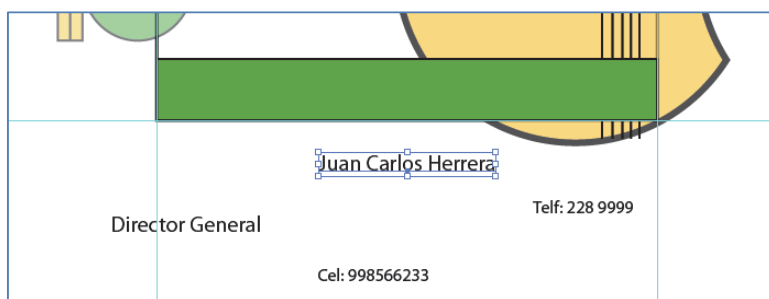 Juan Carlos Herrera
Telf: 228 9999
Director General
Cel: 998566233